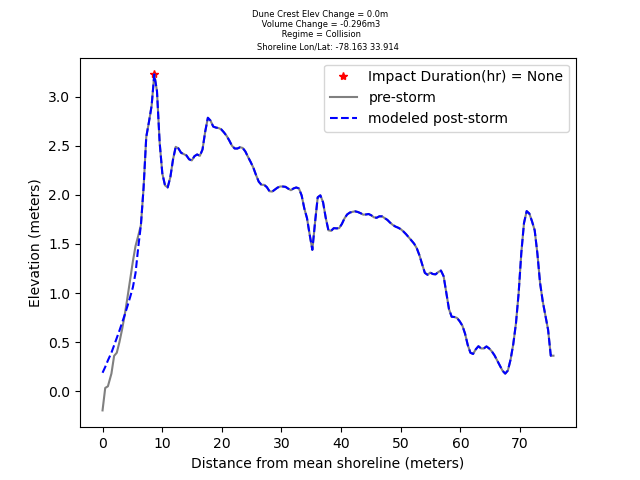 Dune Crest Elev Change = 0.0m
Volume Change = -0.296m3
Regime = Collision
Shoreline Lon/Lat: -78.163 33.914
Impact Duration(hr) = None
pre-storm
modeled post-storm
3.0
2.5
2.0
1.5
1.0
0.5
0.0
Elevation (meters)
0 10 20 30 40 50 60 70
Distance from mean shoreline (meters)